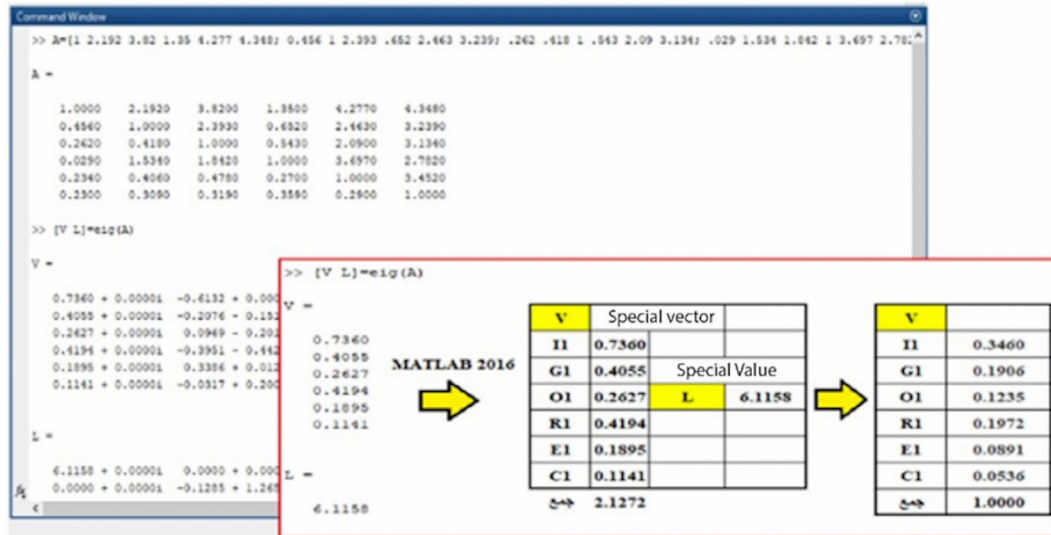 Command Window
>> A=[1 2.192 3.82 1.35 4.277 4.348; 0.456 1 2.393 .652 2.463 3.239; .262 .418 1 .543 2.09 3.134; .029 1.534 1.842 1 3.697 2.782
A =
1.0000 2.1920 3.8200 1.3500 4.2770 4.3480
0.4560 1.0000 2.3930 0.6520 2.4630 3.2390
0.2620 0.4180 1.0000 0.5430 2.0900 3.1340
0.0290 1.5340 1.8420 1.0000 3.6970 2.7820
0.2340 0.4060 0.4780 0.2700 1.0000 3.4520
0.2300 0.3090 0.3190 0.3590 0.2900 1.0000
>> [V L]=eig(A)
V =
0.7360 + 0.0000i -0.6132 + 0.000
0.4055 + 0.0000i -0.2076 - 0.151
0.2627 + 0.0000i 0.0969 - 0.201
0.4194 + 0.0000i -0.3951 - 0.442
0.1895 + 0.0000i 0.3386 + 0.012
0.1141 + 0.0000i -0.0317 + 0.200
L =
6.1158 + 0.0000i 0.0000 + 0.000
0.0000 + 0.0000i -0.1285 + 1.265
fx
>> [V L]=eig(A)
V =
0.7360
0.4055
0.2627
0.4194
0.1895
0.1141
L =
6.1158
MATLAB 2016
V Special vector
I1 0.7360
G1 0.4055 Special Value
O1 0.2627 L 6.1158
R1 0.4194
E1 0.1895
C1 0.1141
جمع 2.1272
V
I1 0.3460
G1 0.1906
O1 0.1235
R1 0.1972
E1 0.0891
C1 0.0536
جمع 1.0000